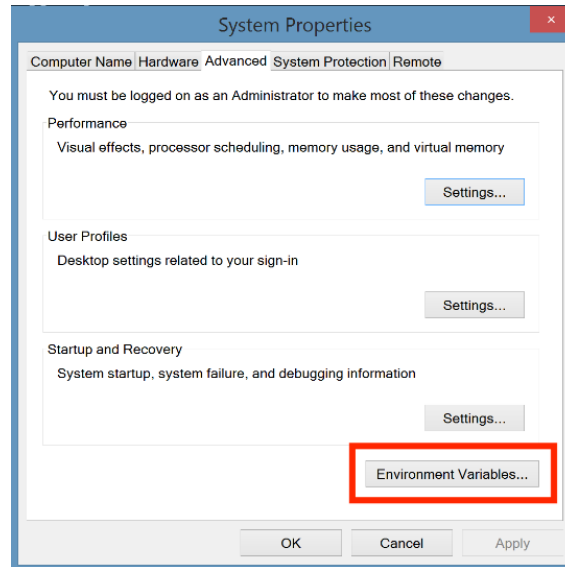 System Properties
×
Computer Name Hardware Advanced System Protection Remote
You must be logged on as an Administrator to make most of these changes.
Performance
Visual effects, processor scheduling, memory usage, and virtual memory
Settings...
User Profiles
Desktop settings related to your sign-in
Settings...
Startup and Recovery
System startup, system failure, and debugging information
Settings...
Environment Variables...
OK Cancel Apply